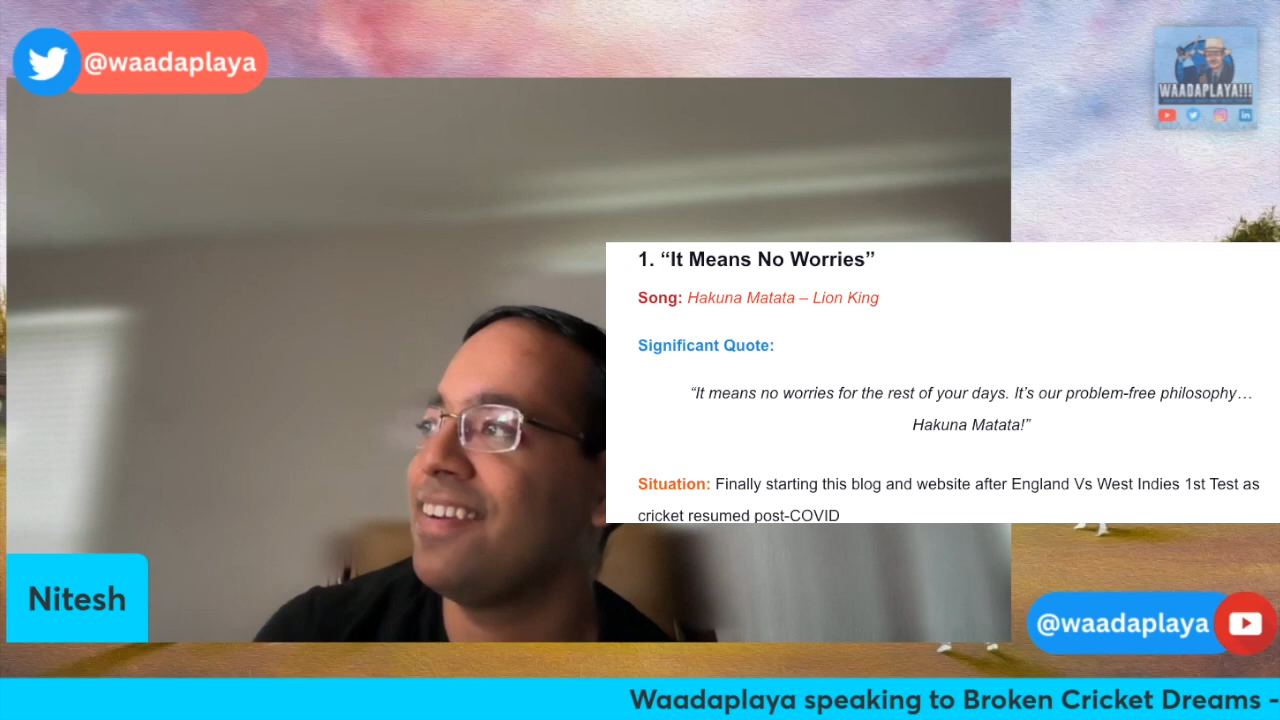 @waadaplaya
WAADAPLAYA!!!
1. “It Means No Worries”
Song: Hakuna Matata – Lion King
Significant Quote:
“It means no worries for the rest of your days. It’s our problem-free philosophy…
Hakuna Matata!”
Situation: Finally starting this blog and website after England Vs West Indies 1st Test as
cricket resumed post-COVID
Nitesh
@waadaplaya
Waadaplaya speaking to Broken Cricket Dreams -